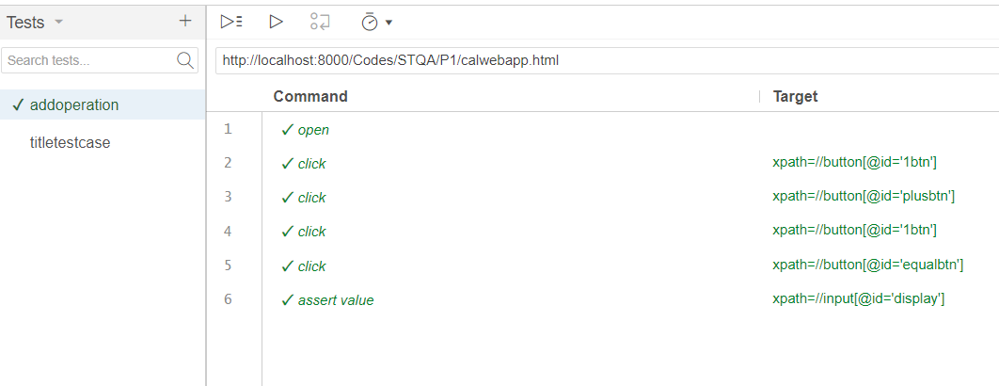 Tests
Search tests...
✓ addoperation
titletestcase
http://localhost:8000/Codes/STQA/P1/calwebapp.html
Command Target
1 ✓ open
2 ✓ click xpath=//button[@id='1btn']
3 ✓ click xpath=//button[@id='plusbtn']
4 ✓ click xpath=//button[@id='1btn']
5 ✓ click xpath=//button[@id='equalbtn']
6 ✓ assert value xpath=//input[@id='display']